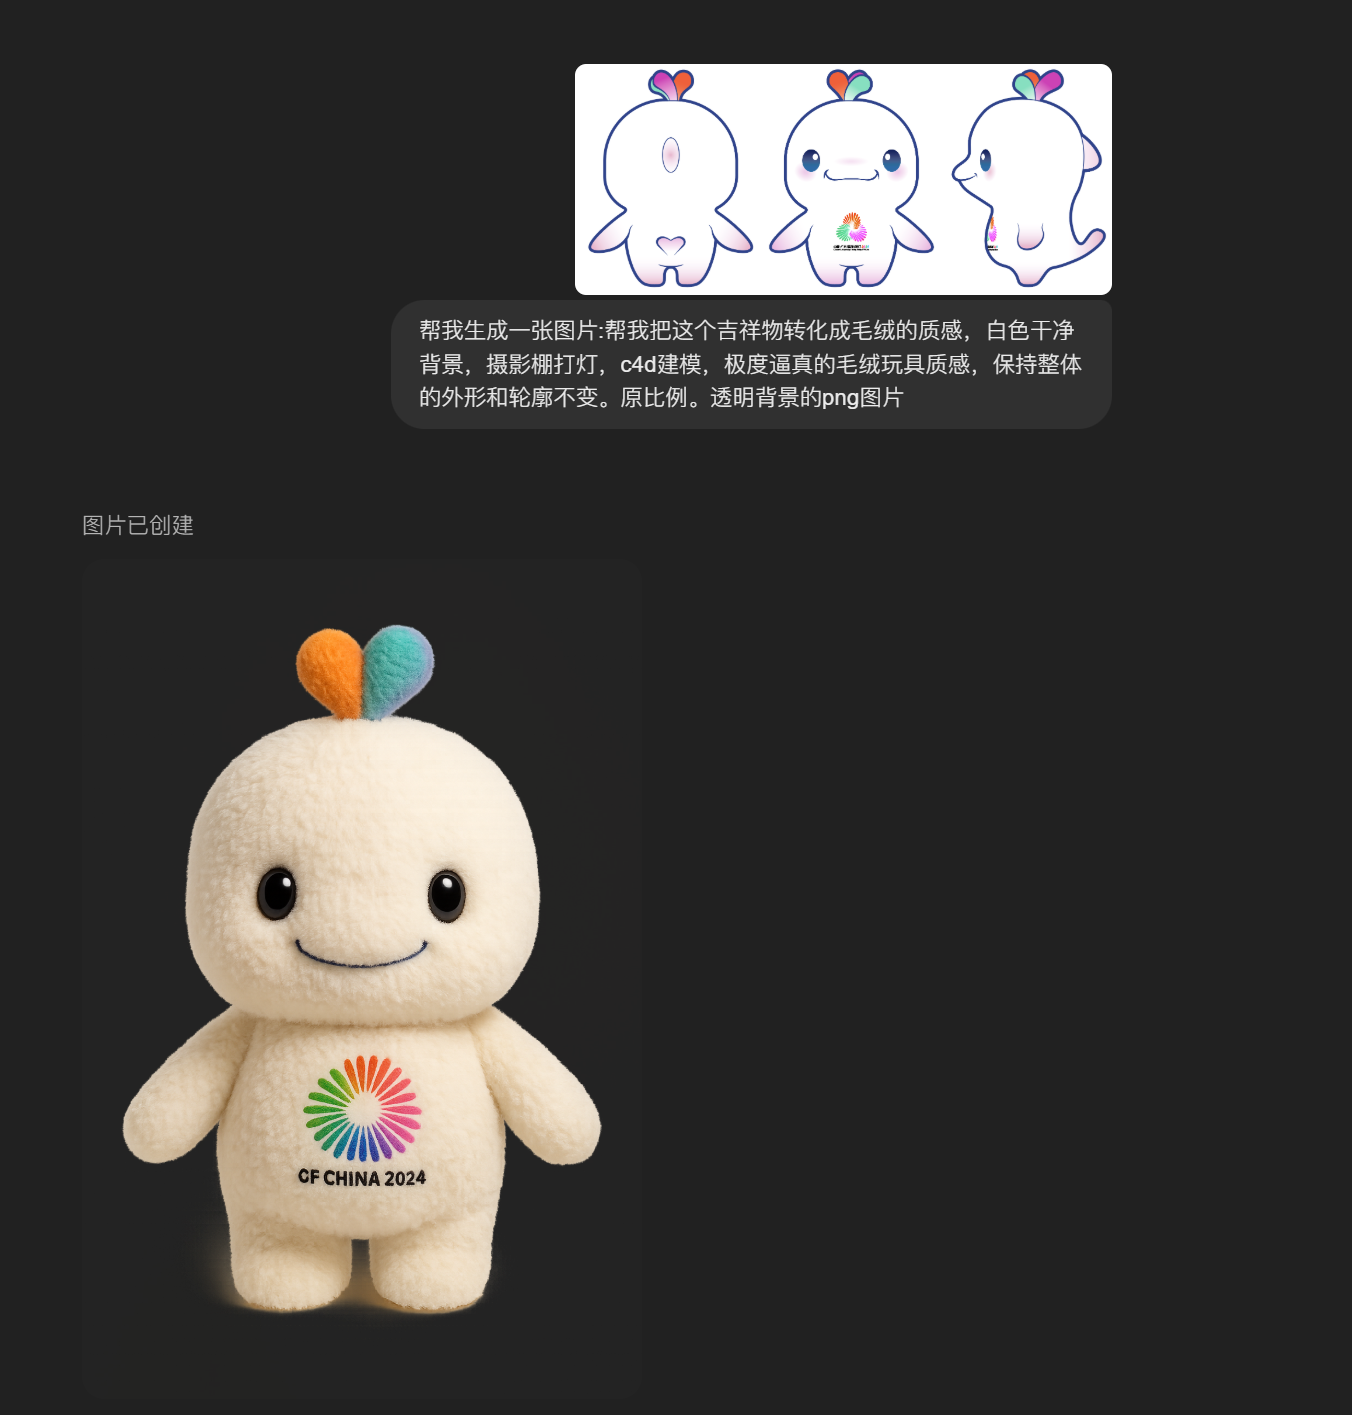 帮我生成一张图片:帮我把这个吉祥物转化成毛绒的质感，白色干净
背景，摄影棚打灯，c4d建模，极度逼真的毛绒玩具质感，保持整体
的外形和轮廓不变。原比例。透明背景的png图片
图片已创建
CF CHINA 2024